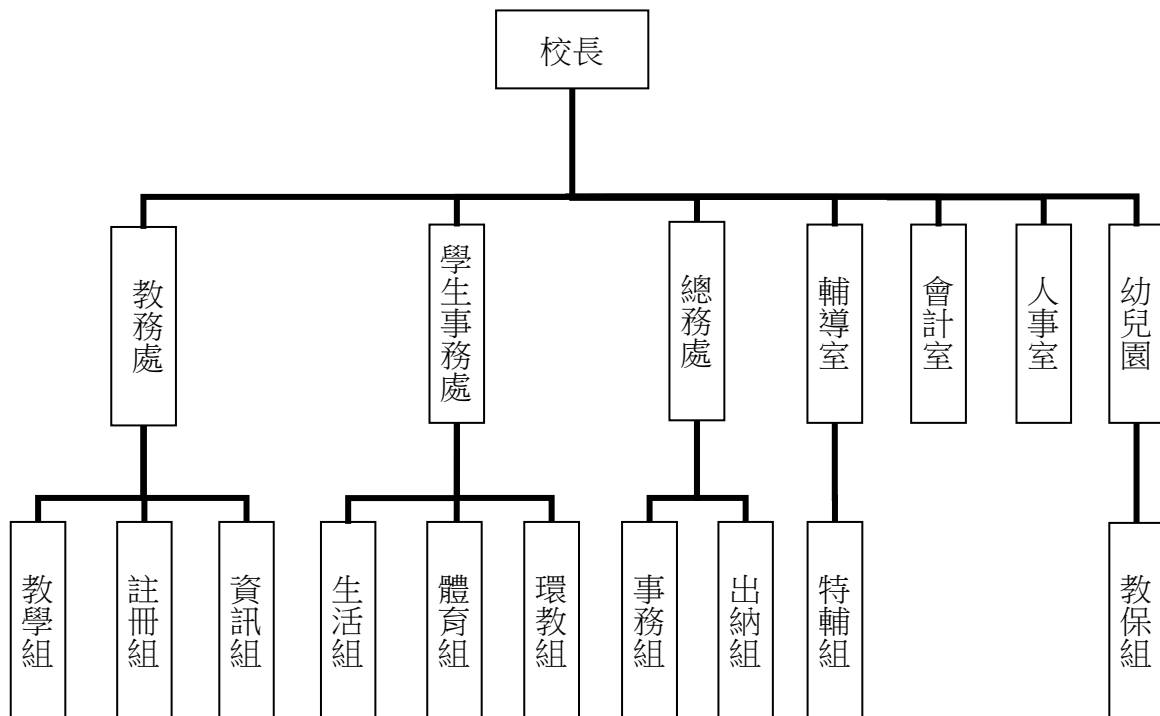 校長
教務處
學生事務處
總務處
輔導室
會計室
人事室
幼兒園
教學組
註冊組
資訊組
生活組
體育組
環教組
事務組
出納組
特輔組
教保組